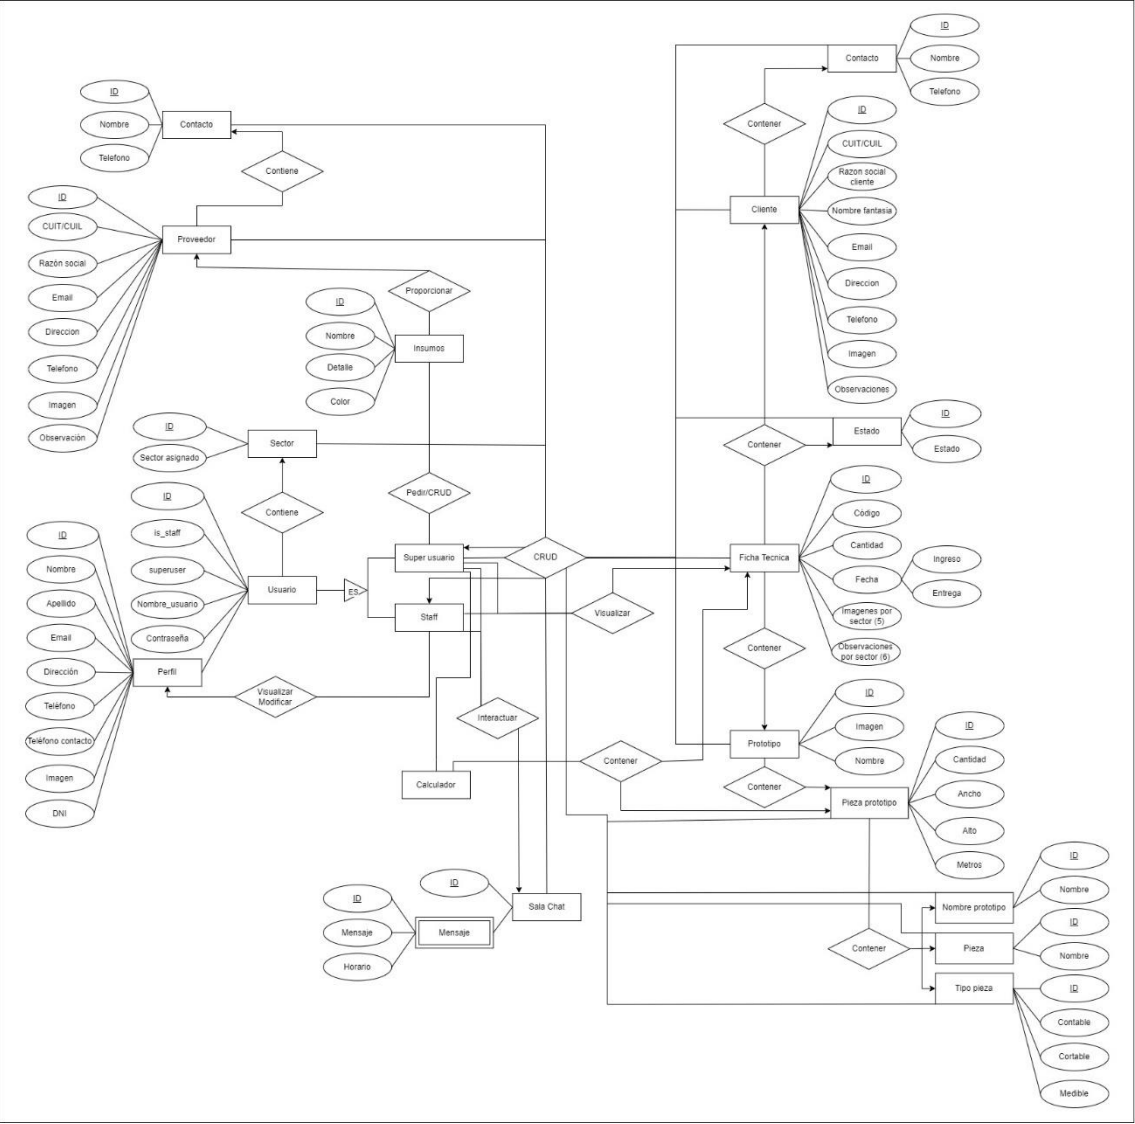 ID
Nombre
Telefono
Contacto
Contiene
ID
CUIT/CUIL
Razón social
Email
Direccion
Telefono
Imagen
Observación
Proveedor
Proporcionar
ID
Nombre
Detalle
Color
Insumos
ID
Sector asignado
Sector
Contiene
Pedir/CRUD
ID
is_staff
superuser
Nombre_usuario
Contraseña
Usuario
ES
Super usuario
Staff
CRUD
Visualizar
ID
Nombre
Apellido
Email
Dirección
Teléfono
Teléfono contacto
Imagen
DNI
Perfil
Visualizar
Modificar
Interactuar
Calculador
Contener
ID
Sala Chat
ID
Mensaje
Horario
Mensaje
Contacto
ID
Nombre
Telefono
Contener
Cliente
ID
CUIT/CUIL
Razon social
cliente
Nombre fantasia
Email
Direccion
Telefono
Imagen
Observaciones
Contener
Estado
ID
Estado
Ficha Tecnica
ID
Código
Cantidad
Fecha
Ingreso
Entrega
Imagenes por
sector (5)
Observaciones
por sector (6)
Contener
Prototipo
ID
Imagen
Nombre
Contener
Pieza prototipo
ID
Cantidad
Ancho
Alto
Metros
Contener
Nombre prototipo
ID
Nombre
Pieza
ID
Nombre
Tipo pieza
ID
Contable
Cortable
Medible